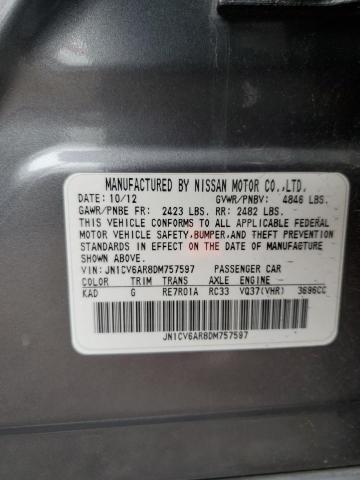 MANUFACTURED BY NISSAN MOTOR CO.,LTD.
DATE: 10/12 GVWR/PNBV: 4846 LBS.
GAWR/PNBE FR: 2423 LBS. RR: 2482 LBS.
THIS VEHICLE CONFORMS TO ALL APPLICABLE FEDERAL
MOTOR VEHICLE SAFETY,BUMPER,AND THEFT PREVENTION
STANDARDS IN EFFECT ON THE DATE OF MANUFACTURE
SHOWN ABOVE.
VIN: JN1CV6AR8DM757597 PASSENGER CAR
COLOR TRIM TRANS AXLE ENGINE
KAD G RE7R01A RC33 VQ37(VHR) 3696CC
JN1CV6AR8DM757597